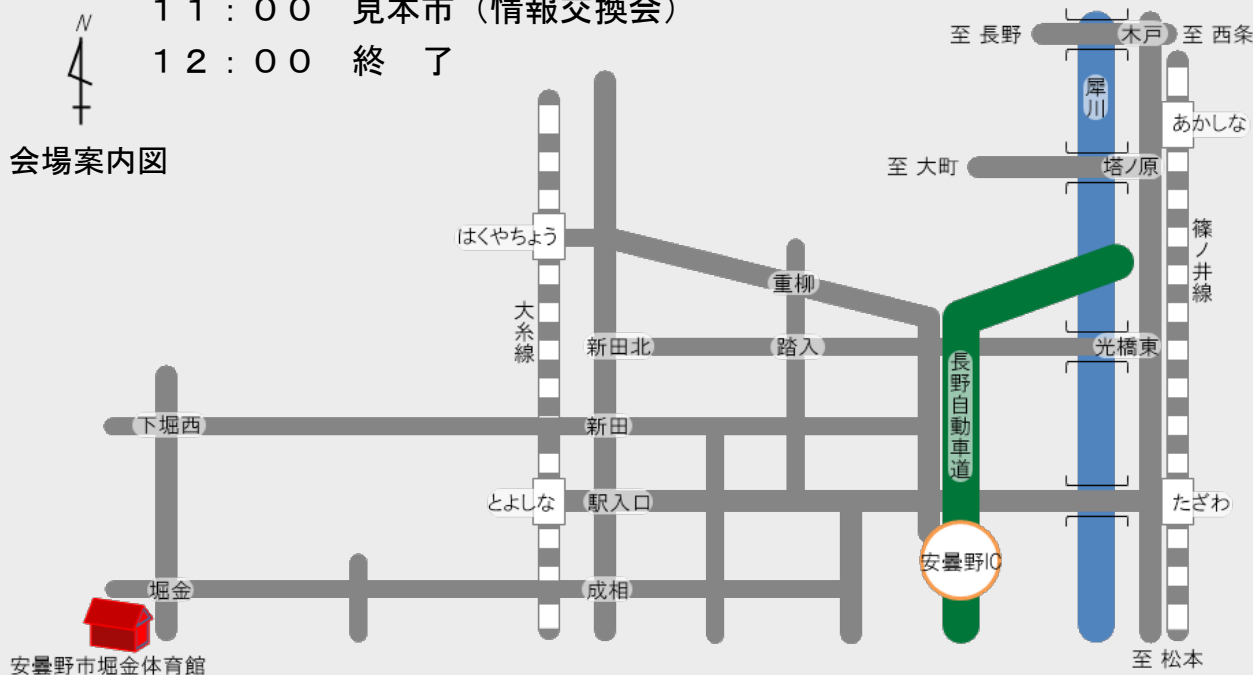 11：00　見本市（情報交換会）
12：00　終　了
N
会場案内図
至 長野
木戸
至 西条
犀川
あかしな
至 大町
塔ノ原
はくやちょう
篠ノ井線
重柳
大糸線
新田北
踏入
光橋東
長野自動車道
下堀西
新田
とよしな
駅入口
たざわ
安曇野IC
堀金
成相
安曇野市堀金体育館
至 松本